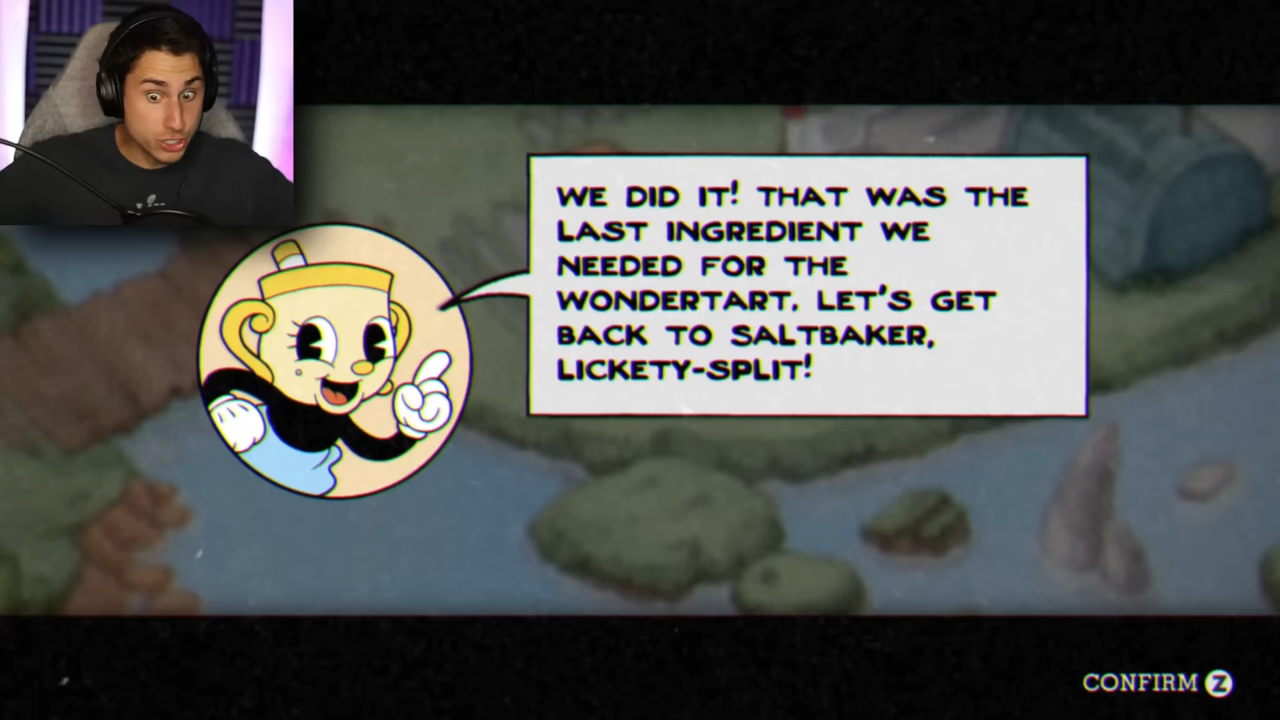 WE DID IT! THAT WAS THE
LAST INGREDIENT WE
NEEDED FOR THE
WONDERTART. LET'S GET
BACK TO SALTBAKER,
LICKETY-SPLIT!
CONFIRM Z